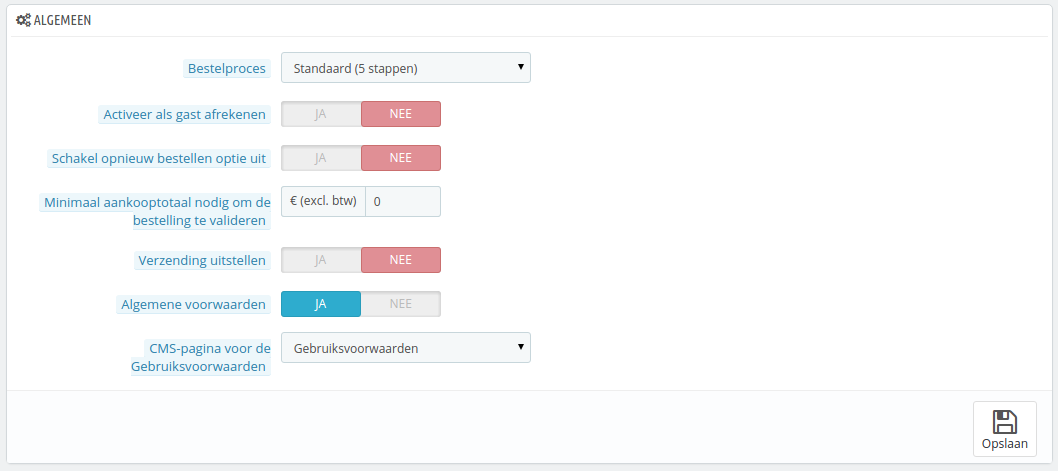 ALGEMEEN
Bestelproces Standaard (5 stappen)
Activeer als gast afrekenen JA NEE
Schakel opnieuw bestellen optie uit JA NEE
Minimaal aankooptotaal nodig om de € (excl. btw) 0
bestelling te valideren
Verzending uitstellen JA NEE
Algemene voorwaarden JA NEE
CMS-pagina voor de Gebruiksvoorwaarden
Gebruiksvoorwaarden
Opslaan